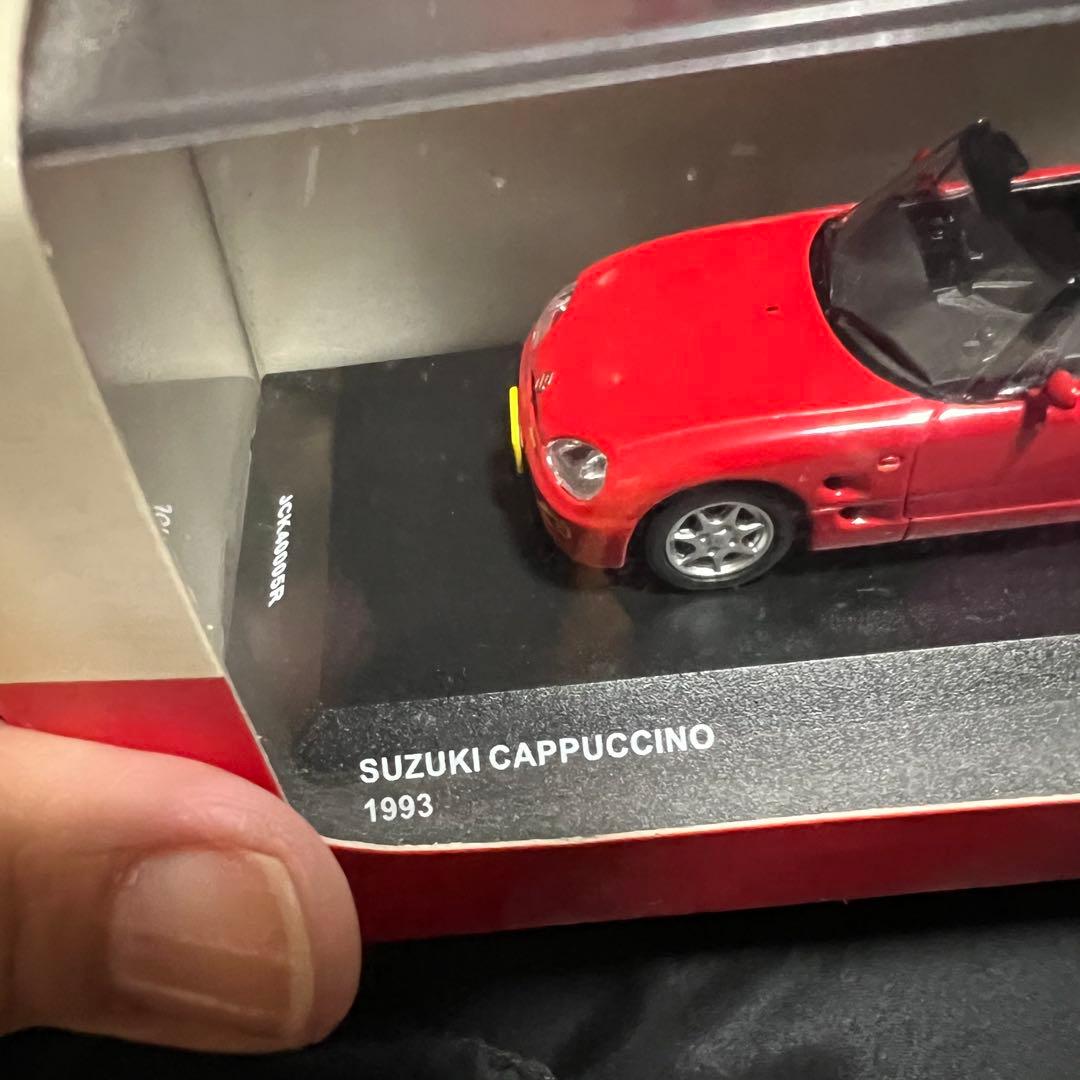 JCK40005R
SUZUKI CAPPUCCINO
1993